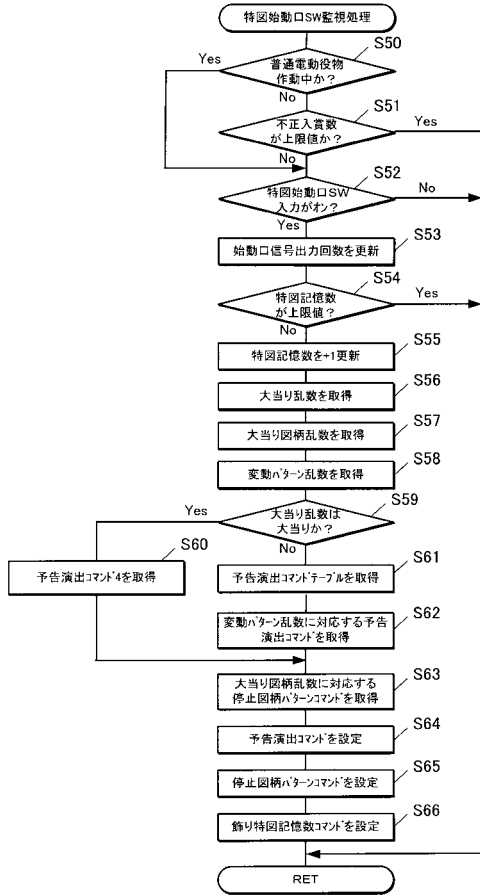 特図始動口SW監視処理
S50
Yes
普通電動役物
作動中か?
No
S51
不正入賞数
が上限値か?
Yes
No
S52
特図始動口SW
入力がオン?
No
Yes
S53
始動口信号出力回数を更新
S54
特図記憶数
が上限値?
Yes
No
S55
特図記憶数を+1更新
S56
大当り乱数を取得
S57
大当り図柄乱数を取得
S58
変動パターン乱数を取得
S59
Yes
大当り乱数は
大当りか?
S60
No
S61
予告演出コマンド4を取得
予告演出コマンドテーブルを取得
S62
変動パターン乱数に対応する予告
演出コマンドを取得
S63
大当り図柄乱数に対応する
停止図柄パターンコマンドを取得
S64
予告演出コマンドを設定
S65
停止図柄パターンコマンドを設定
S66
飾り特図記憶数コマンドを設定
RET